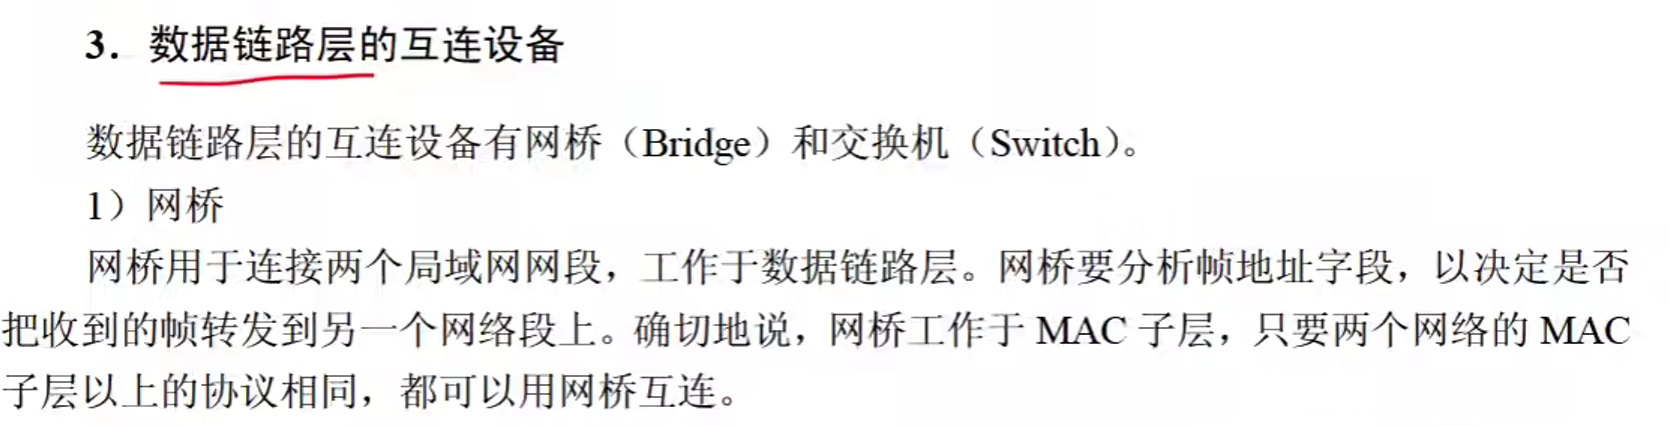 3．数据链路层的互连设备
数据链路层的互连设备有网桥（Bridge）和交换机（Switch）。
1）网桥
网桥用于连接两个局域网网段，工作于数据链路层。网桥要分析帧地址字段，以决定是否
把收到的帧转发到另一个网络段上。确切地说，网桥工作于 MAC 子层，只要两个网络的 MAC
子层以上的协议相同，都可以用网桥互连。